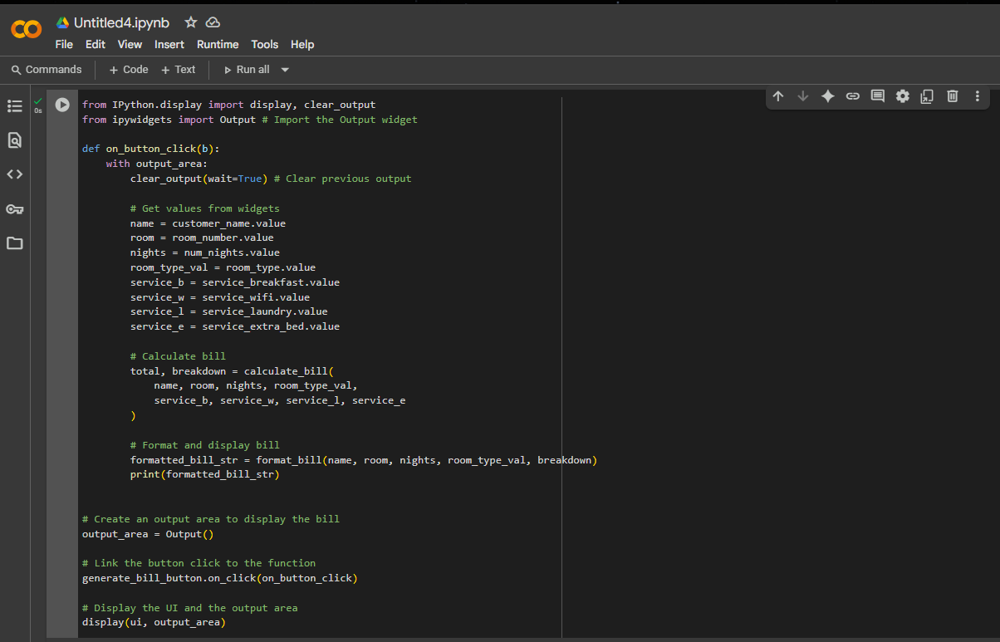 Untitled4.ipynb
File Edit View Insert Runtime Tools Help
Commands + Code + Text Run all
0s
from IPython.display import display, clear_output
from ipywidgets import Output # Import the Output widget
def on_button_click(b):
    with output_area:
        clear_output(wait=True) # Clear previous output
        # Get values from widgets
        name = customer_name.value
        room = room_number.value
        nights = num_nights.value
        room_type_val = room_type.value
        service_b = service_breakfast.value
        service_w = service_wifi.value
        service_l = service_laundry.value
        service_e = service_extra_bed.value
        # Calculate bill
        total, breakdown = calculate_bill(
            name, room, nights, room_type_val,
            service_b, service_w, service_l, service_e
        )
        # Format and display bill
        formatted_bill_str = format_bill(name, room, nights, room_type_val, breakdown)
        print(formatted_bill_str)
# Create an output area to display the bill
output_area = Output()
# Link the button click to the function
generate_bill_button.on_click(on_button_click)
# Display the UI and the output area
display(ui, output_area)